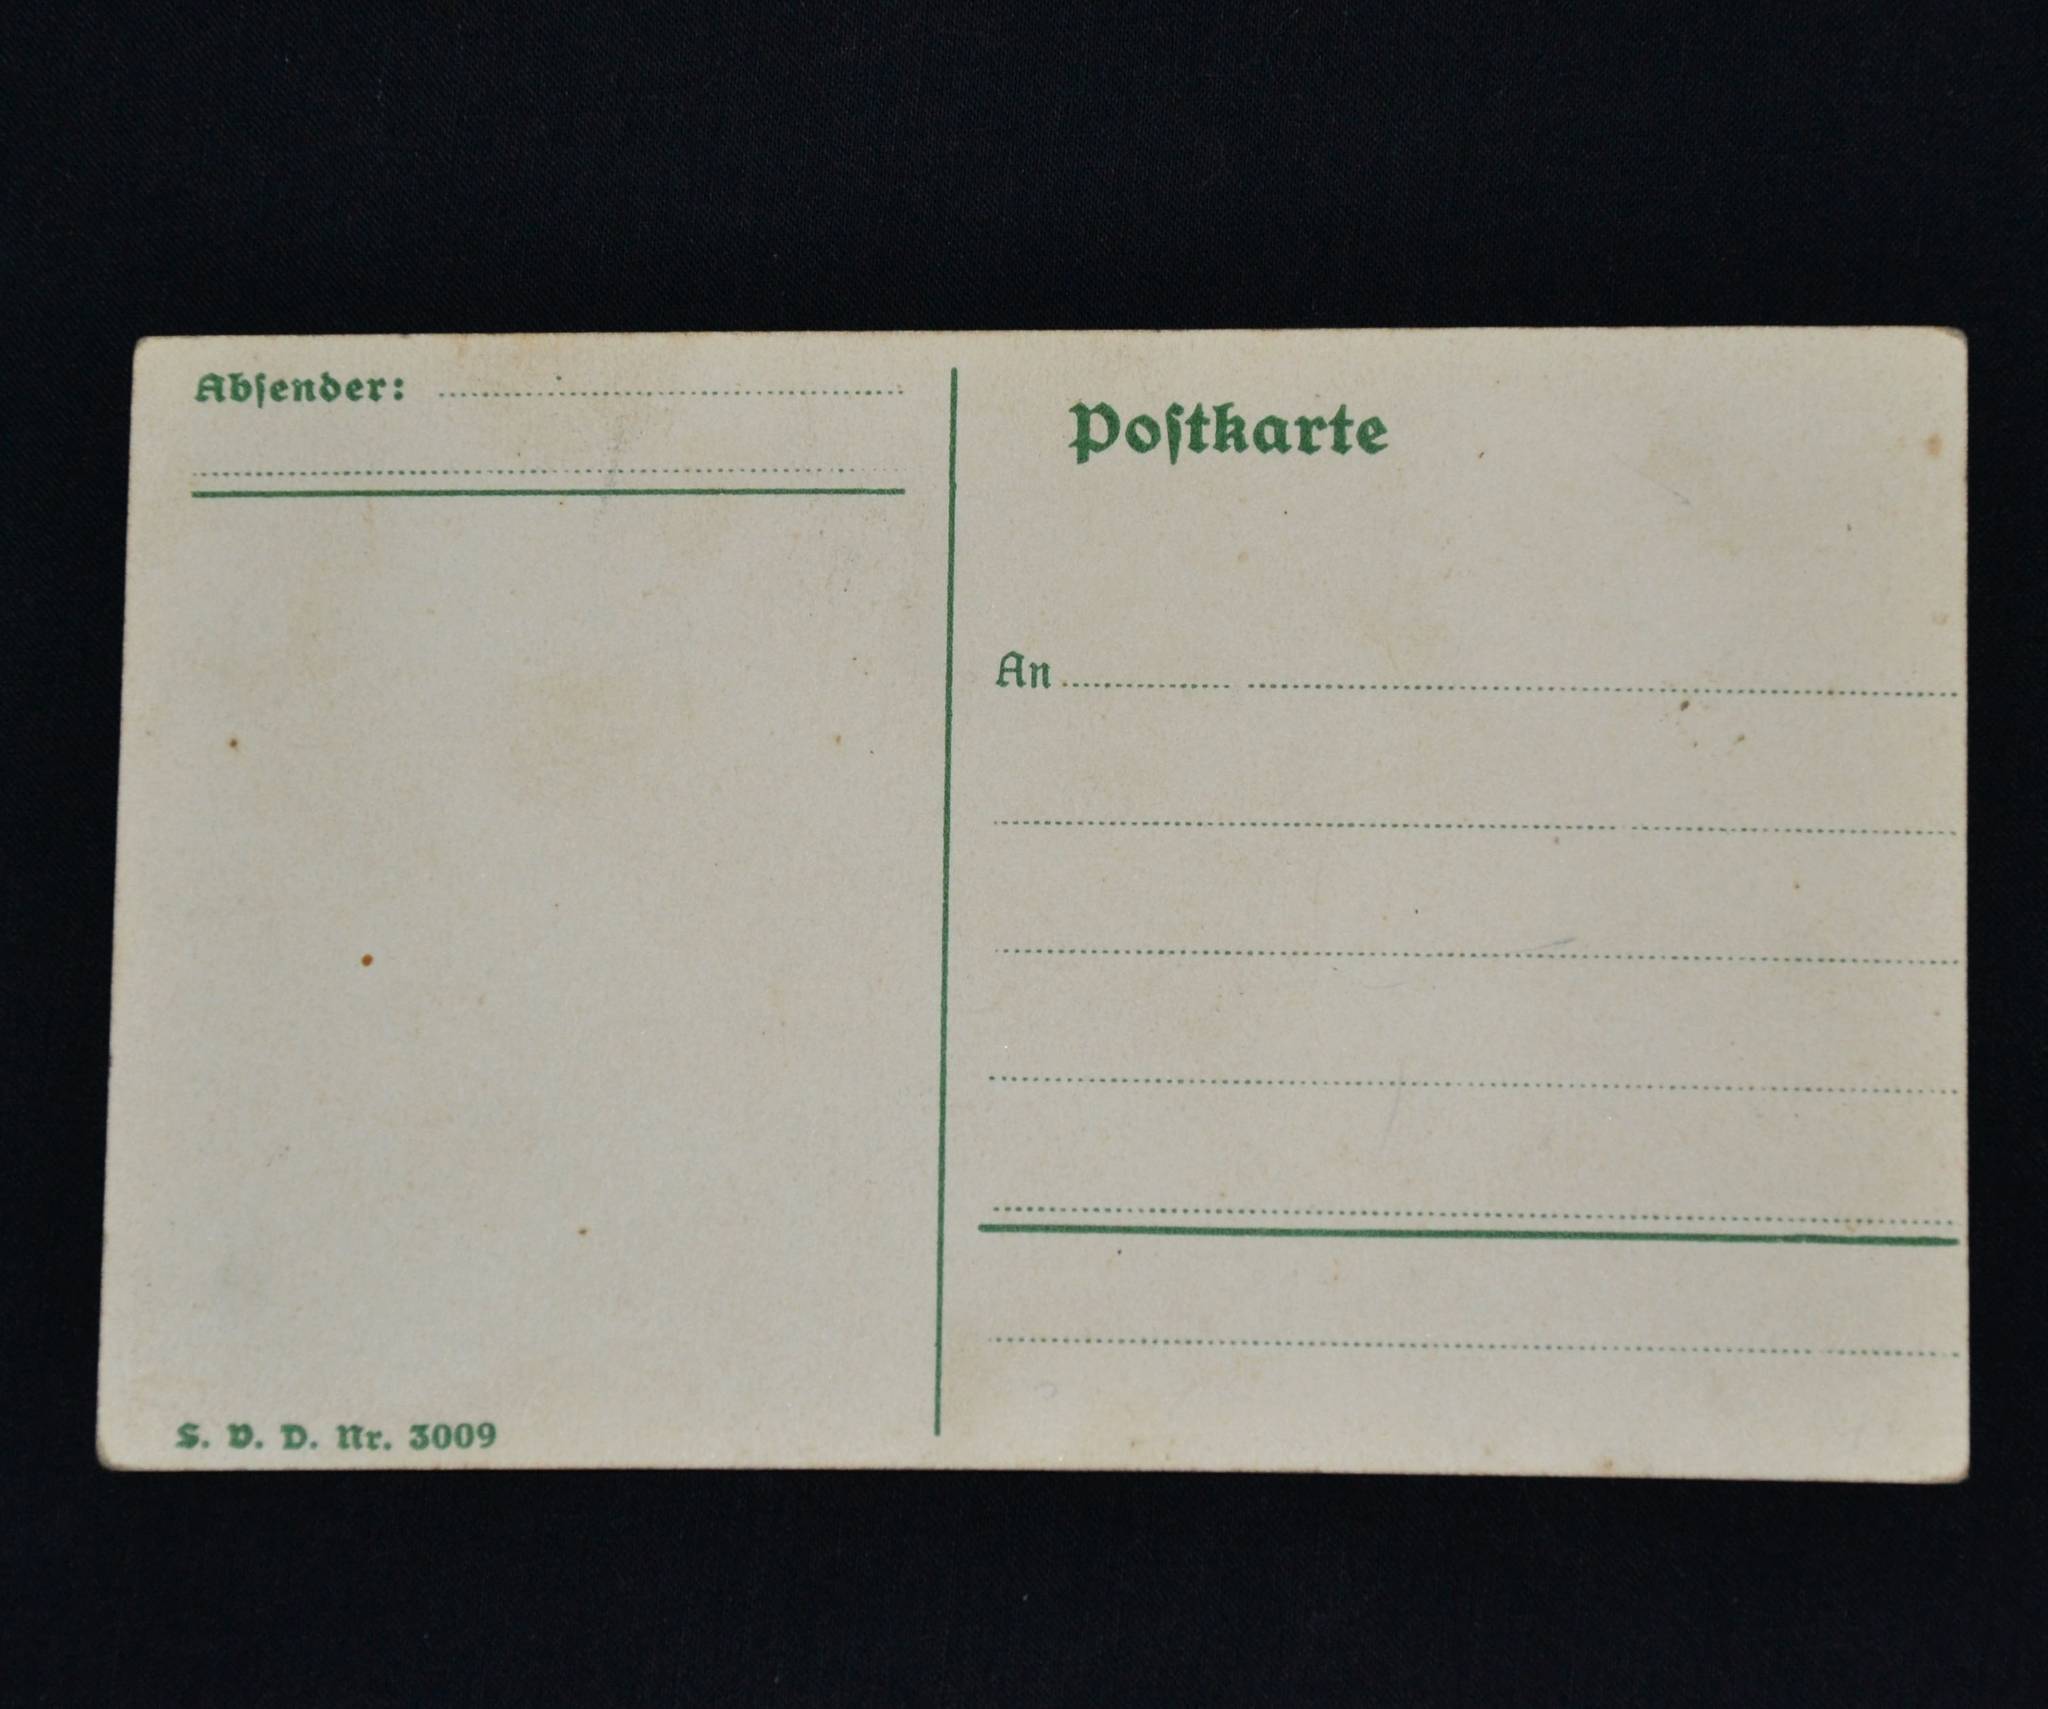 Abſender:
Poſtkarte
An
S. V. D. Nr. 3009